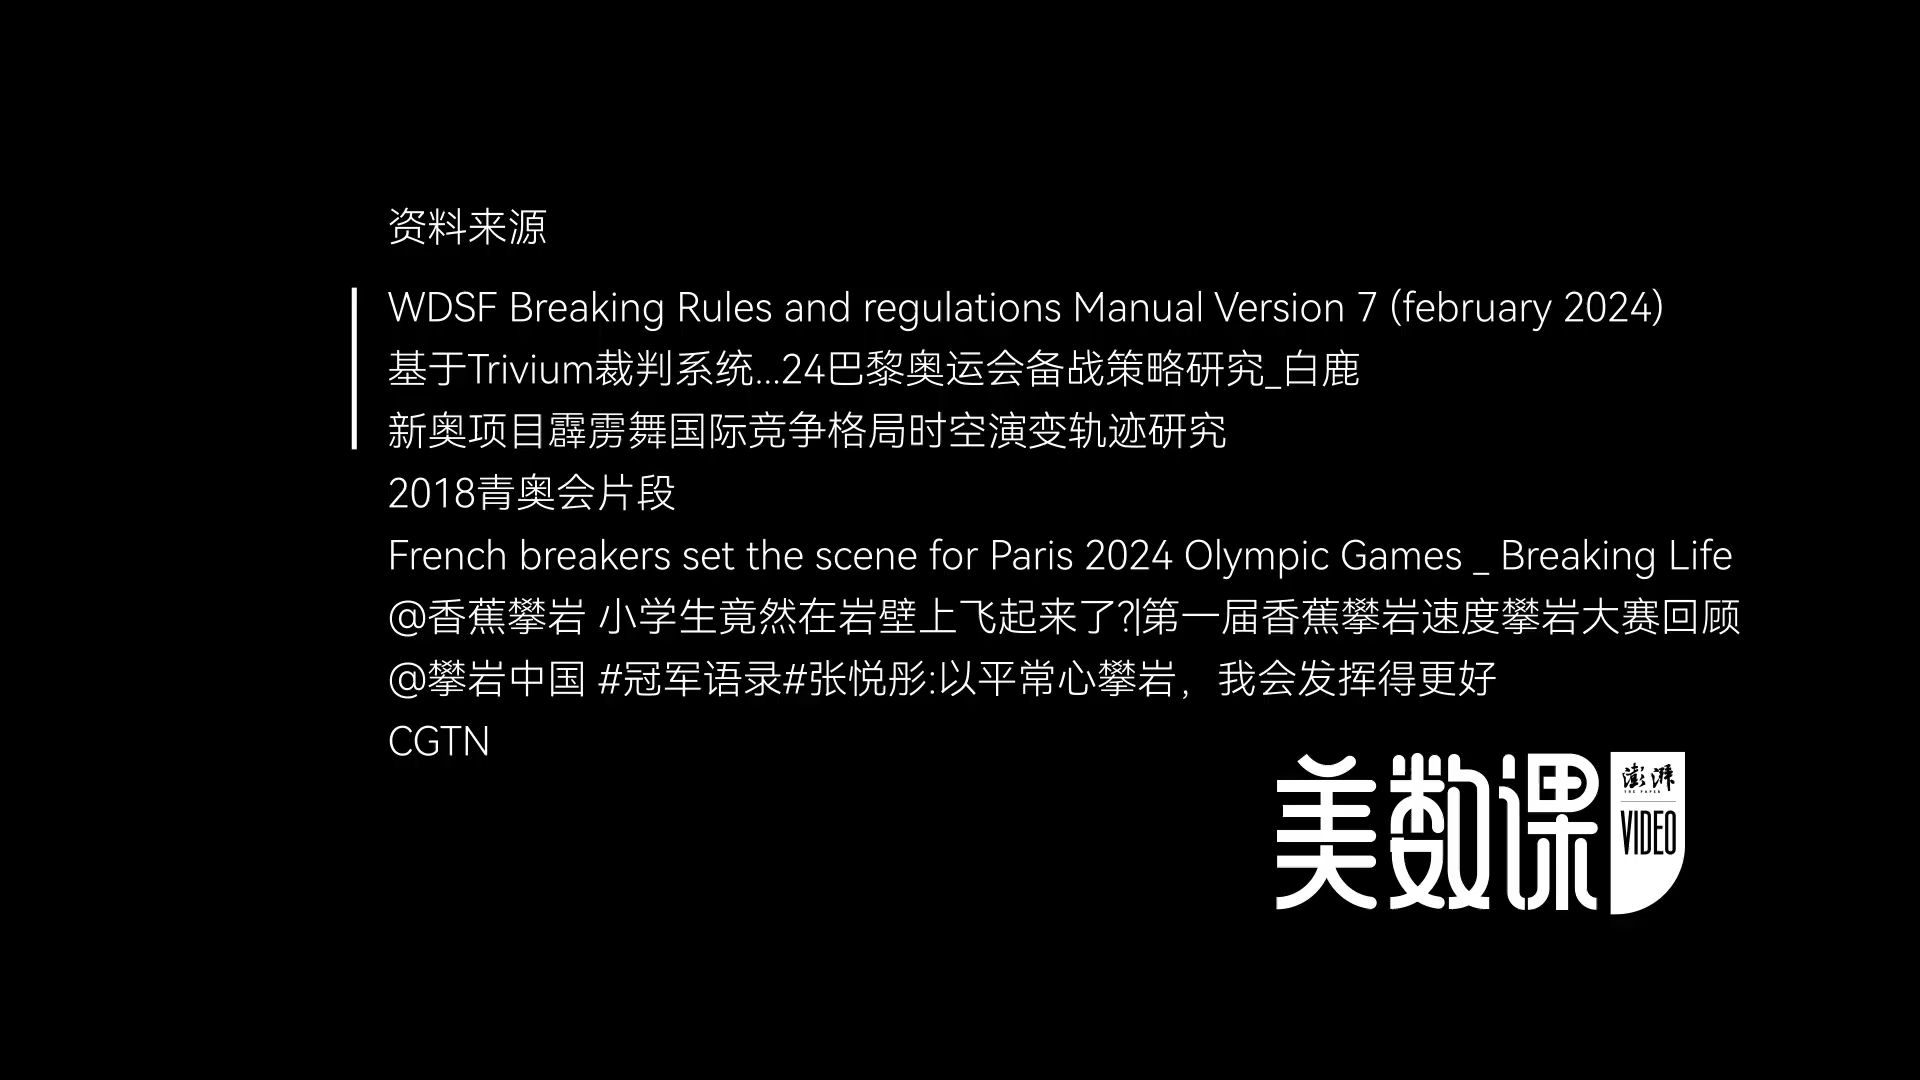 资料来源
WDSF Breaking Rules and regulations Manual Version 7 (february 2024)
基于Trivium裁判系统...24巴黎奥运会备战策略研究_白鹿
新奥项目霹雳舞国际竞争格局时空演变轨迹研究
2018青奥会片段
French breakers set the scene for Paris 2024 Olympic Games _ Breaking Life
@香蕉攀岩 小学生竟然在岩壁上飞起来了?|第一届香蕉攀岩速度攀岩大赛回顾
@攀岩中国 #冠军语录#张悦彤:以平常心攀岩，我会发挥得更好
CGTN
美数课
澎湃
THE PAPER
VIDEO